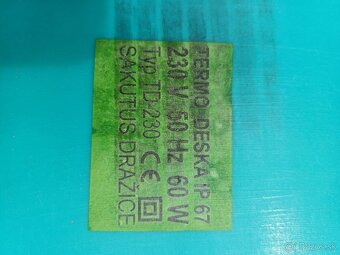 TERMO DESKA IP 67
230 V 50 Hz 60 W
Typ TD-230 CE
SAKUTUS DRAŽICE